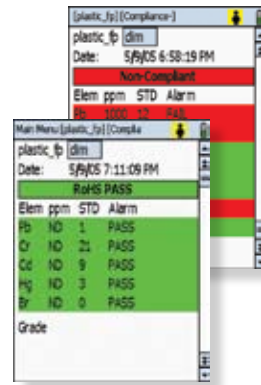 [plastic_fp] [Compliance-]
plastic_fp dim
Date: 5/9/05 6:58:19 PM
Non-Compliant
Elem ppm STD Alarm
Pb 1000 12 FAIL
Main Menu [plastic_fp] [Complia
plastic_fp dim
Date: 5/9/05 7:11:09 PM
RoHS PASS
Elem ppm STD Alarm
Pb ND 1 PASS
Cr ND 21 PASS
Cd ND 9 PASS
Hg ND 3 PASS
Br ND 0 PASS
Grade